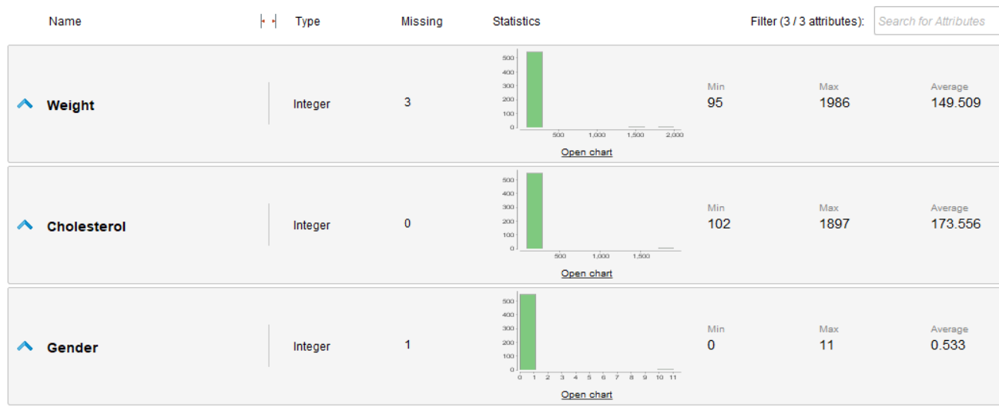 Name Type Missing Statistics Filter (3 / 3 attributes): Search for Attributes
Weight Integer 3
500
400
300
200
100
0
500 1,000 1,500 2,000
Open chart
Min Max Average
95 1986 149.509
Cholesterol Integer 0
500
400
300
200
100
0
500 1,000 1,500
Open chart
Min Max Average
102 1897 173.556
Gender Integer 1
500
400
300
200
100
0
0 1 2 3 4 5 6 7 8 9 10 11
Open chart
Min Max Average
0 11 0.533